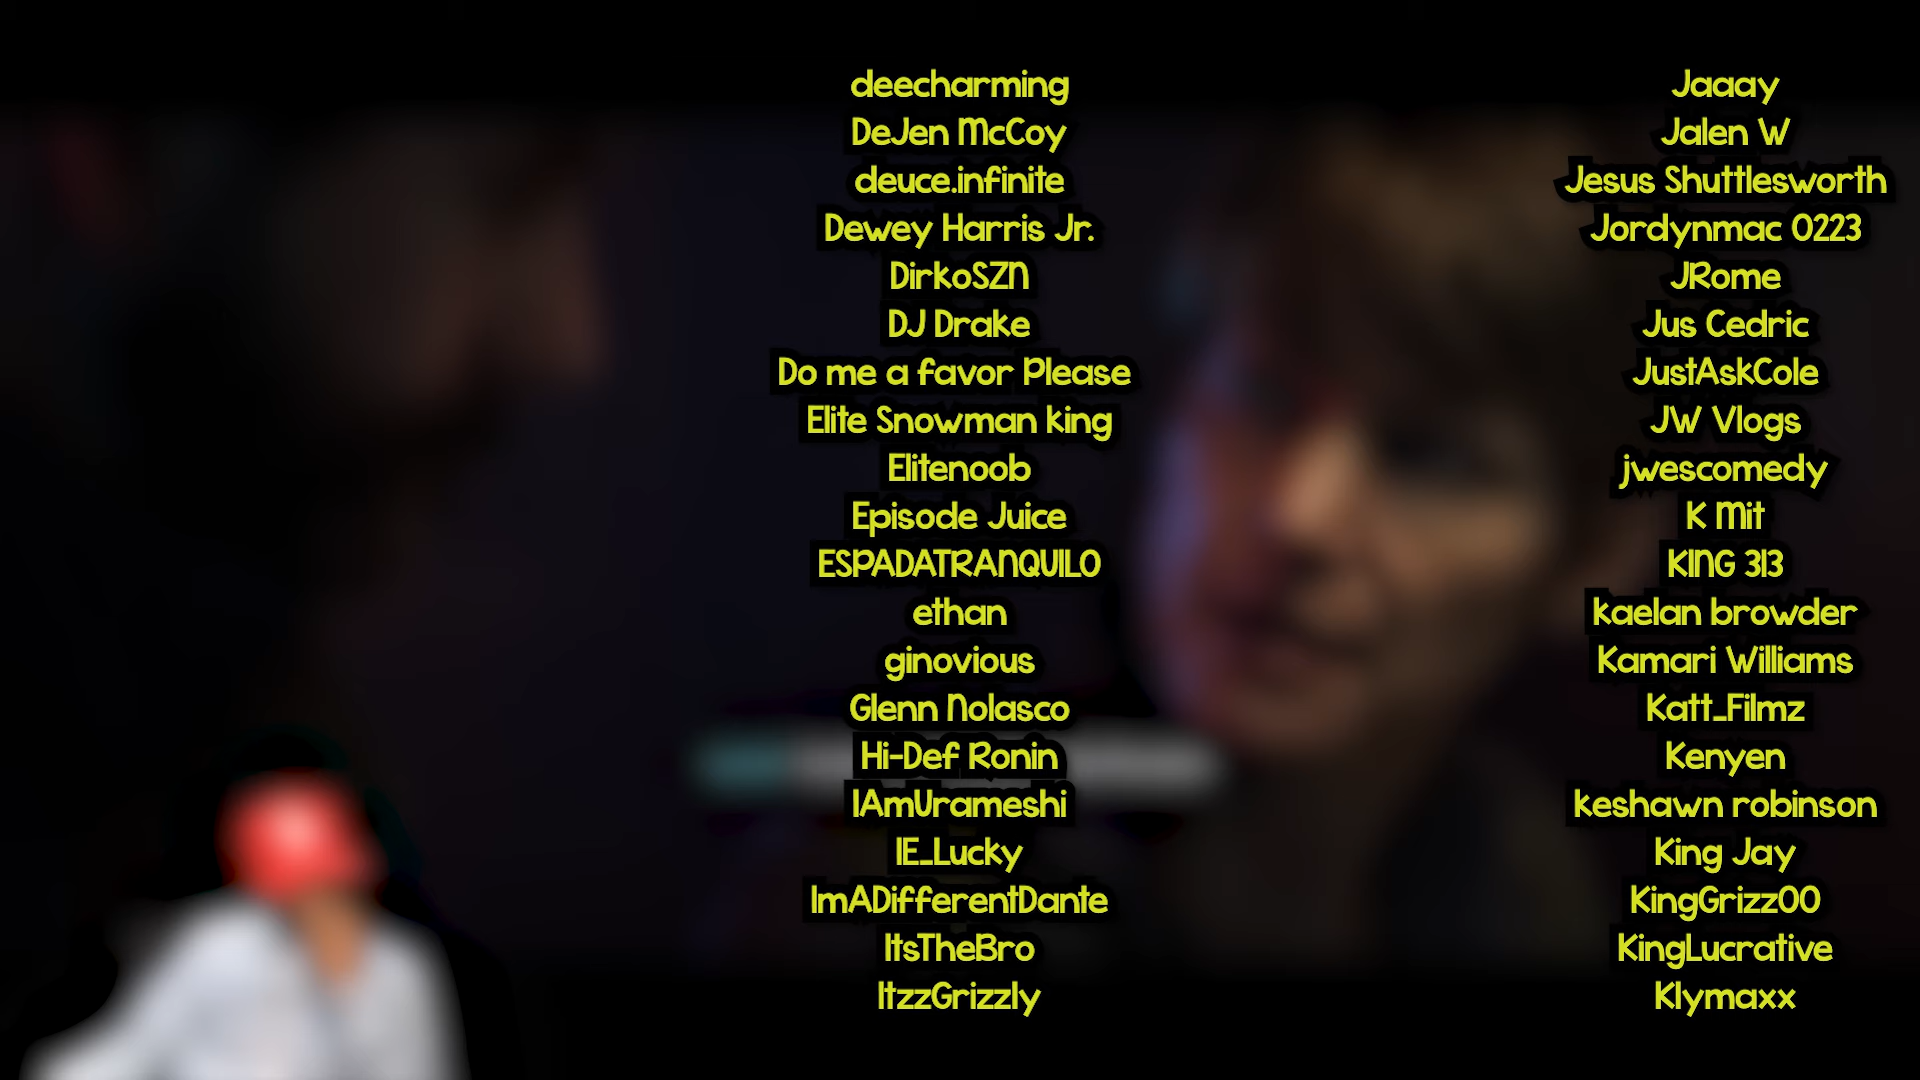 deecharming
DeJen McCoy
deuce.infinite
Dewey Harris Jr.
DirkoSZN
DJ Drake
Do me a favor Please
Elite Snowman king
Elitenoob
Episode Juice
ESPADATRANQUILO
ethan
ginovious
Glenn Nolasco
Hi-Def Ronin
IAmUrameshi
IE_Lucky
ImADifferentDante
ItsTheBro
ItzzGrizzly
Jaaay
Jalen W
Jesus Shuttlesworth
Jordynmac 0223
JRome
Jus Cedric
JustAskCole
JW Vlogs
jwescomedy
K Mit
KING 313
kaelan browder
Kamari Williams
Katt_Filmz
Kenyen
keshawn robinson
King Jay
KingGrizz00
KingLucrative
Klymaxx